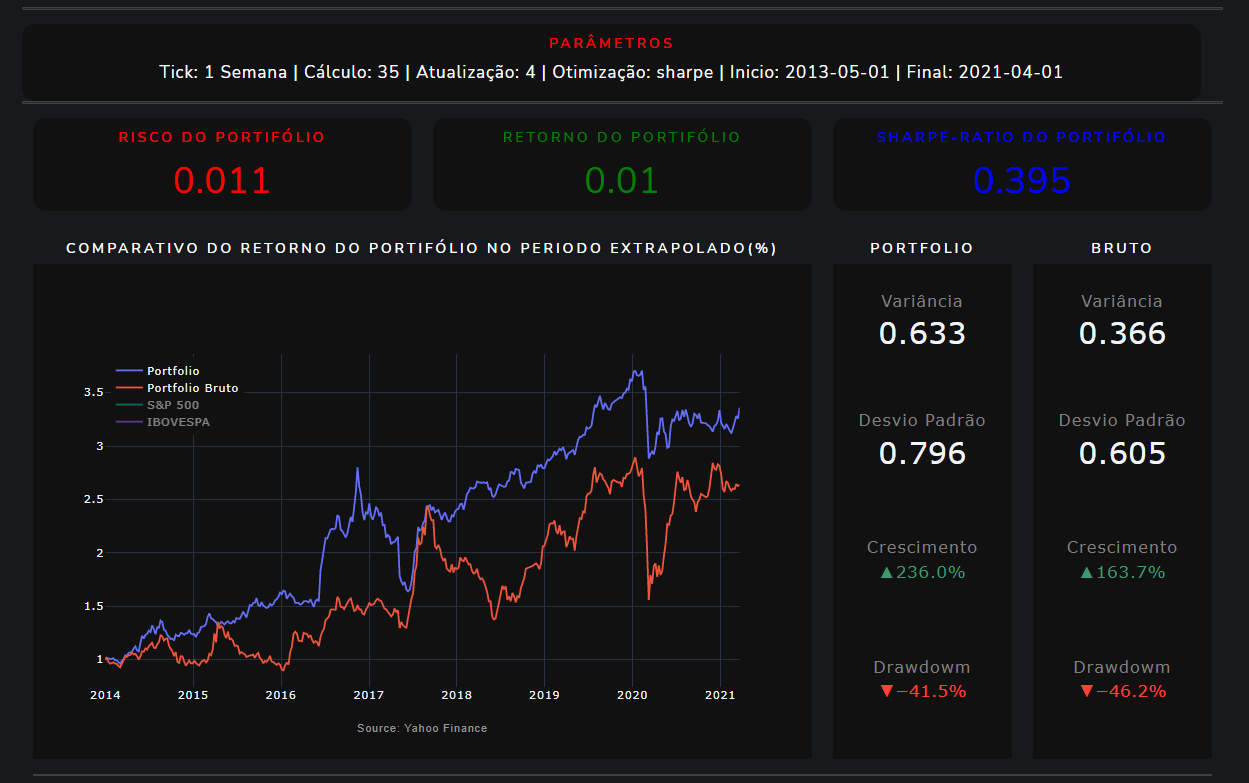 PARÂMETROS
Tick: 1 Semana | Cálculo: 35 | Atualização: 4 | Otimização: sharpe | Inicio: 2013-05-01 | Final: 2021-04-01
RISCO DO PORTIFÓLIO
0.011
RETORNO DO PORTIFÓLIO
0.01
SHARPE-RATIO DO PORTIFÓLIO
0.395
COMPARATIVO DO RETORNO DO PORTIFÓLIO NO PERIODO EXTRAPOLADO(%)
Portfolio
Portfolio Bruto
S&P 500
IBOVESPA
3.5
3
2.5
2
1.5
1
2014 2015 2016 2017 2018 2019 2020 2021
Source: Yahoo Finance
PORTFOLIO
Variância
0.633
Desvio Padrão
0.796
Crescimento
▲236.0%
Drawdowm
▼−41.5%
BRUTO
Variância
0.366
Desvio Padrão
0.605
Crescimento
▲163.7%
Drawdowm
▼−46.2%